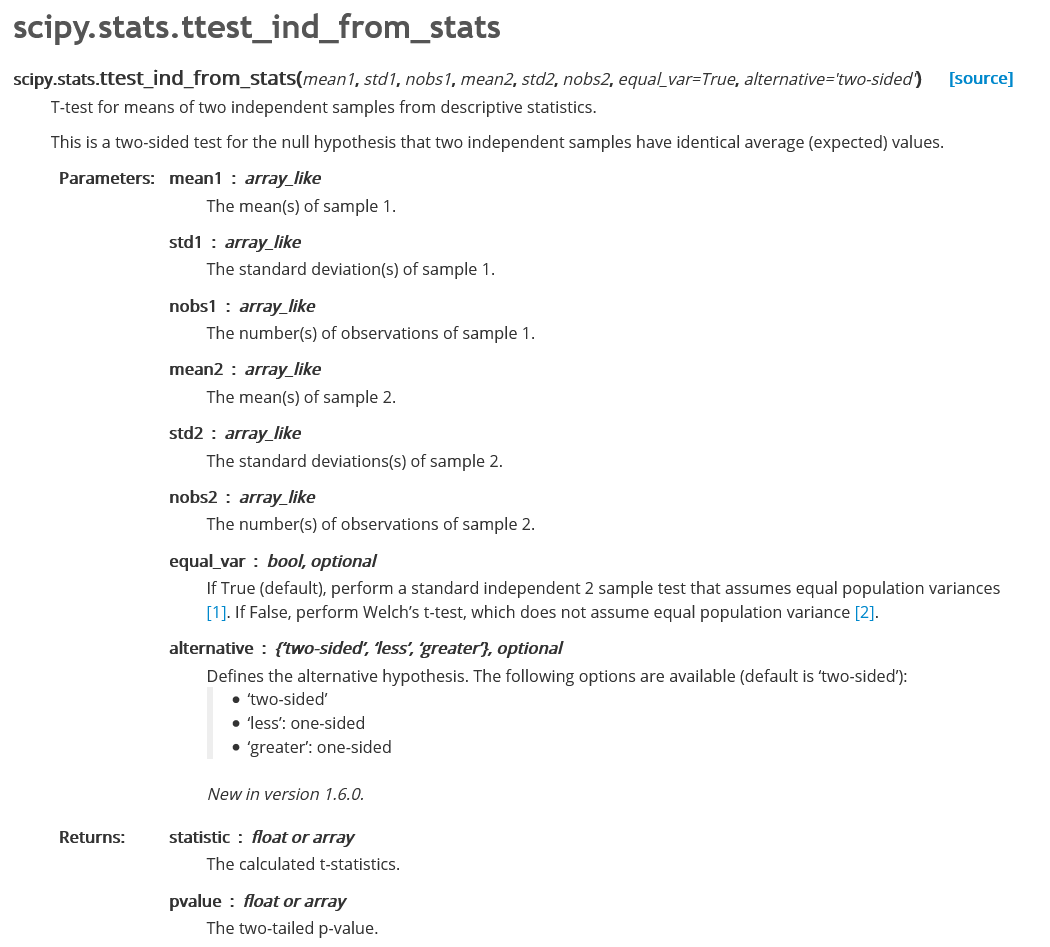 scipy.stats.ttest_ind_from_stats
scipy.stats.ttest_ind_from_stats(mean1, std1, nobs1, mean2, std2, nobs2, equal_var=True, alternative='two-sided') [source]
T-test for means of two independent samples from descriptive statistics.
This is a two-sided test for the null hypothesis that two independent samples have identical average (expected) values.
Parameters: mean1 : array_like
The mean(s) of sample 1.
std1 : array_like
The standard deviation(s) of sample 1.
nobs1 : array_like
The number(s) of observations of sample 1.
mean2 : array_like
The mean(s) of sample 2.
std2 : array_like
The standard deviations(s) of sample 2.
nobs2 : array_like
The number(s) of observations of sample 2.
equal_var : bool, optional
If True (default), perform a standard independent 2 sample test that assumes equal population variances
[1]. If False, perform Welch’s t-test, which does not assume equal population variance [2].
alternative : {‘two-sided’, ‘less’, ‘greater’}, optional
Defines the alternative hypothesis. The following options are available (default is ‘two-sided’):
• ‘two-sided’
• ‘less’: one-sided
• ‘greater’: one-sided
New in version 1.6.0.
Returns: statistic : float or array
The calculated t-statistics.
pvalue : float or array
The two-tailed p-value.